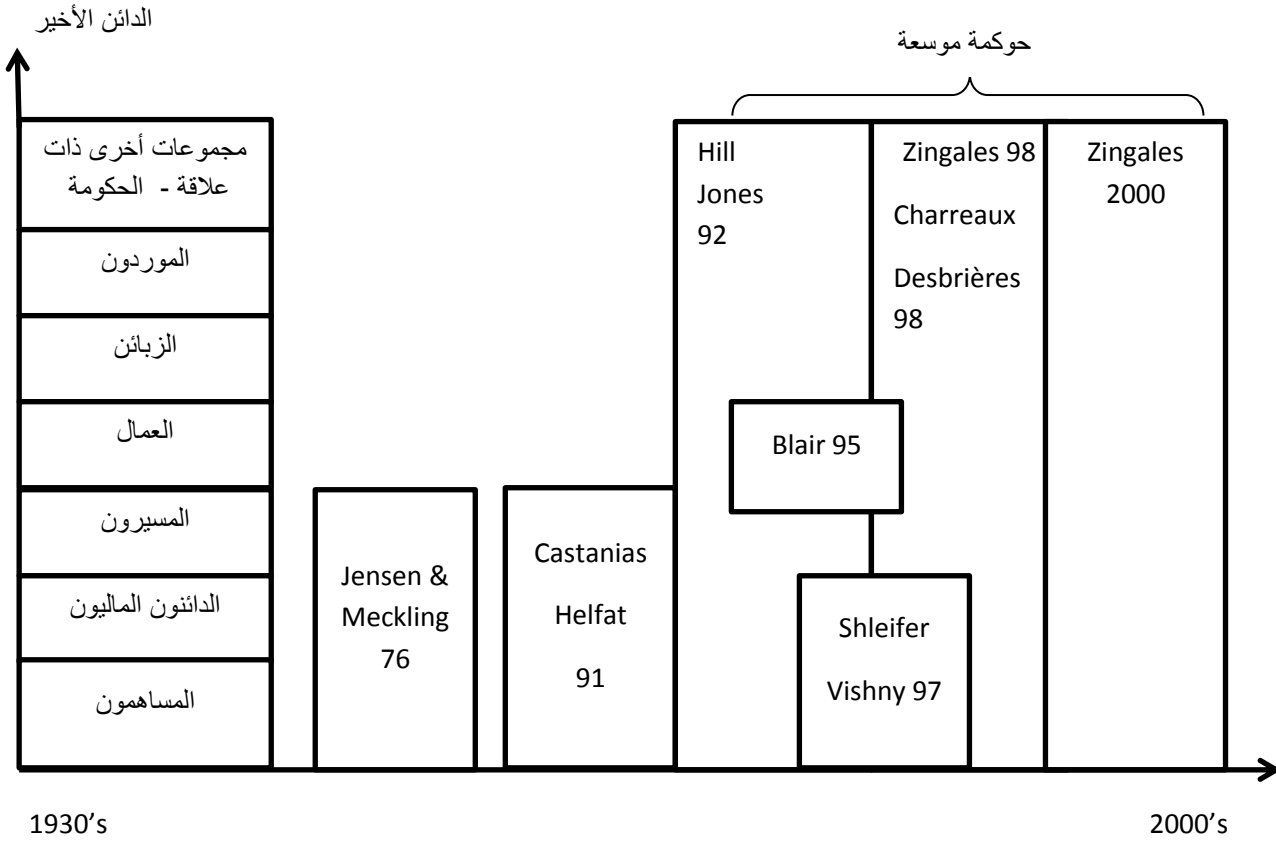 الدائن الأخير
حوكمة موسعة
مجموعات أخرى ذات
علاقة - الحكومة
الموردون
الزبائن
العمال
المسيرون
الدائنون الماليون
المساهمون
Jensen &
Meckling
76
Castanias
Helfat
91
Hill
Jones
92
Blair 95
Zingales 98
Charreaux
Desbrières
98
Shleifer
Vishny 97
Zingales
2000
1930’s
2000’s